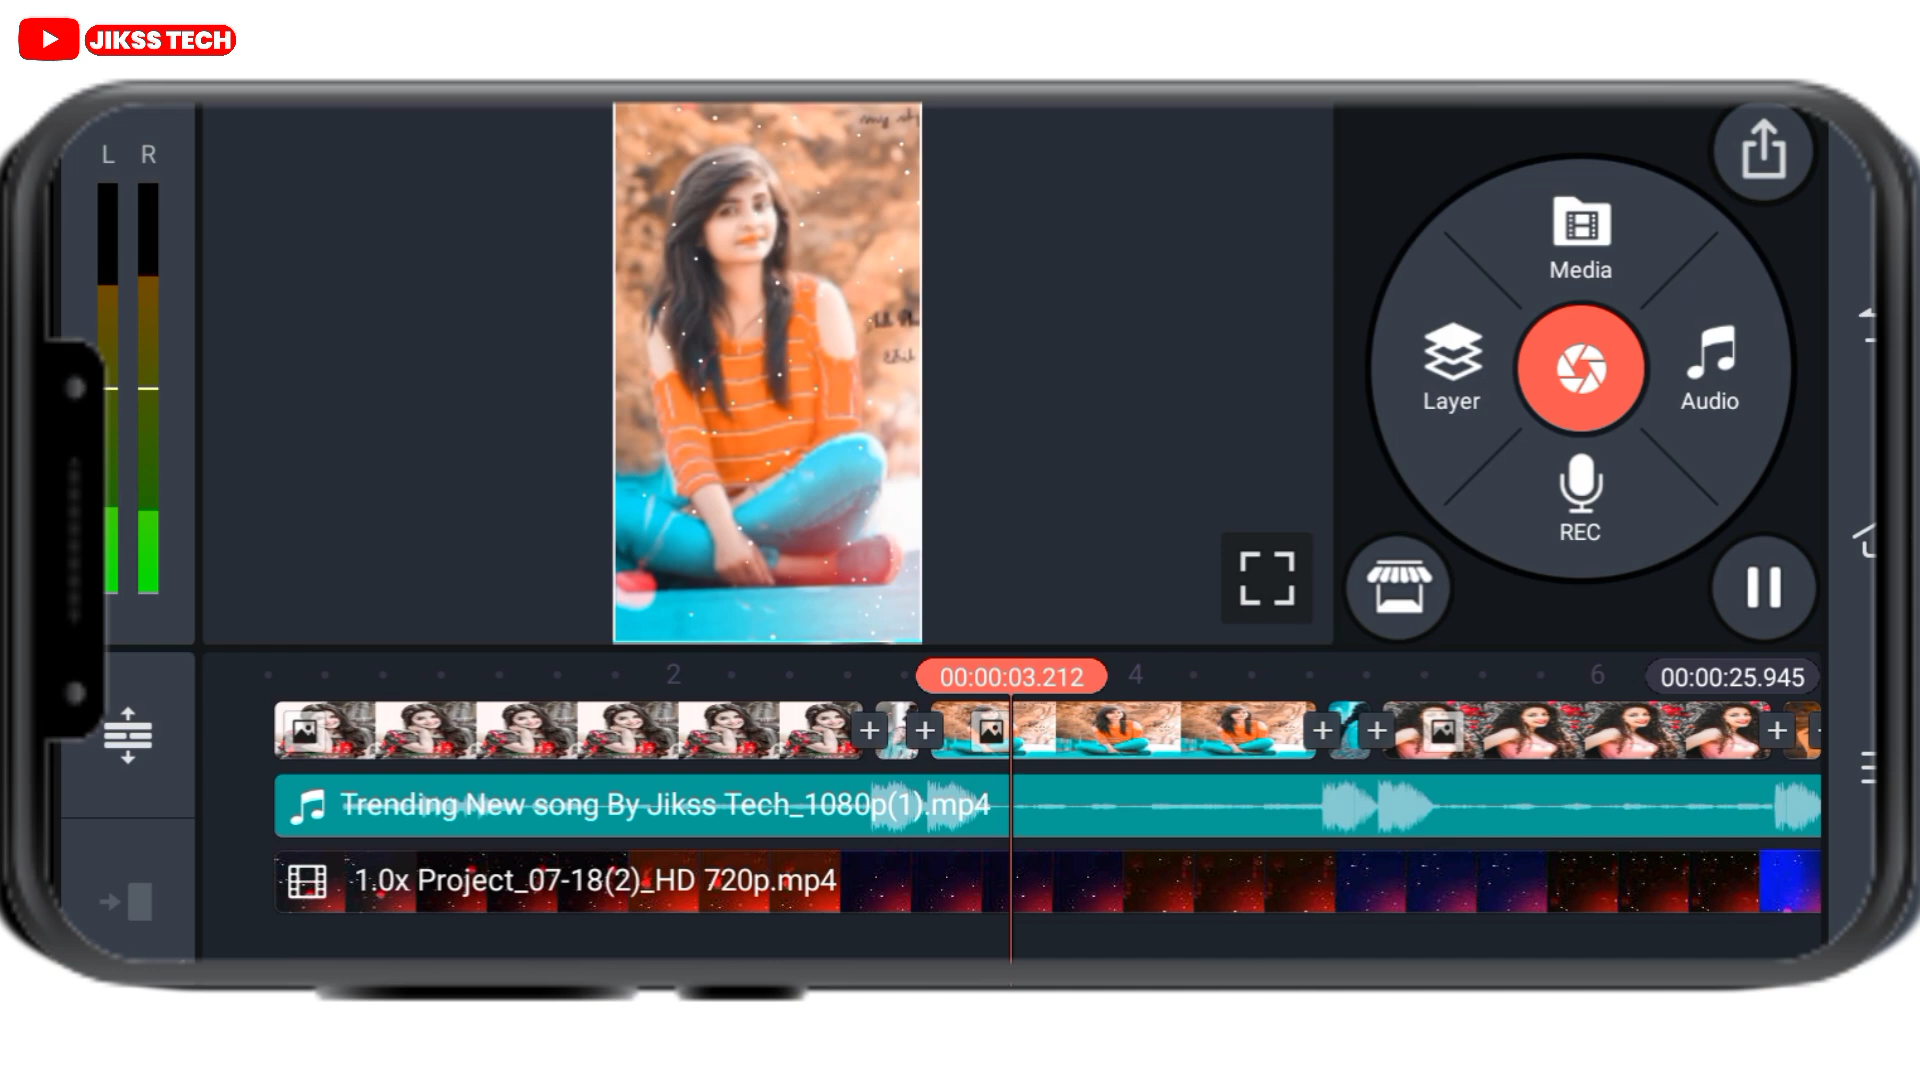 JIKSS TECH
L R
my
Media
Layer
Audio
REC
2
00:00:03.212
4
6
00:00:25.945
Trending New song By Jikss Tech_1080p(1).mp4
1.0x Project_07-18(2)_HD 720p.mp4